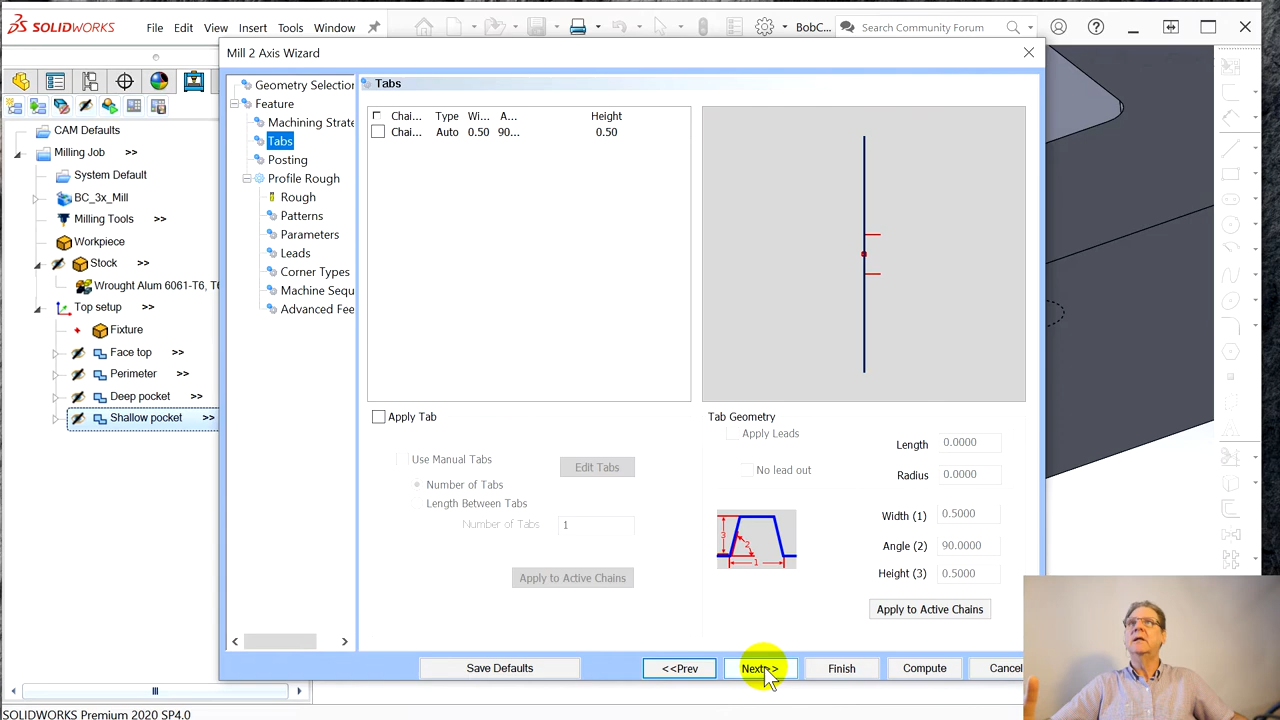 SOLIDWORKS File Edit View Insert Tools Window BobC... Search Community Forum
Mill 2 Axis Wizard
CAM Defaults
Milling Job >>
System Default
BC_3x_Mill
Milling Tools >>
Workpiece
Stock >>
Wrought Alum 6061-T6, T6
Top setup >>
Fixture
Face top >>
Perimeter >>
Deep pocket >>
Shallow pocket >>
Geometry Selection
Feature
Machining Strate
Tabs
Posting
Profile Rough
Rough
Patterns
Parameters
Leads
Corner Types
Machine Sequ
Advanced Fee
Tabs
Chai... Type Wi... A... Height
Chai... Auto 0.50 90... 0.50
Apply Tab
Use Manual Tabs Edit Tabs
Number of Tabs
Length Between Tabs
Number of Tabs 1
Apply to Active Chains
Tab Geometry
Apply Leads Length 0.0000
No lead out Radius 0.0000
Width (1) 0.5000
Angle (2) 90.0000
Height (3) 0.5000
3 2 1
Apply to Active Chains
Save Defaults <<Prev Next>> Finish Compute Cancel
SOLIDWORKS Premium 2020 SP4.0